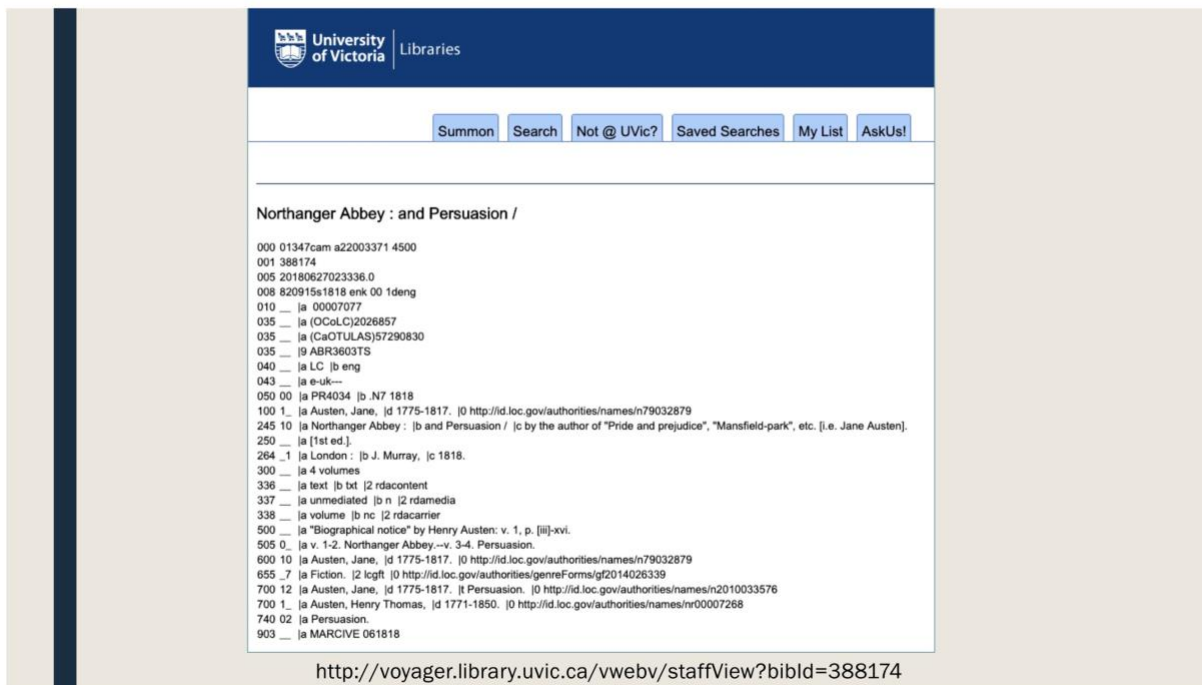 University
of Victoria
Libraries
Summon Search Not @ UVic? Saved Searches My List AskUs!
Northanger Abbey : and Persuasion /
000 01347cam a22003371 4500
001 388174
005 20180627023336.0
008 820915s1818 enk 00 1deng
010 __ |a 00007077
035 __ |a (OCoLC)2026857
035 __ |a (CaOTULAS)57290830
035 __ |9 ABR3603TS
040 __ |a LC |b eng
043 __ |a e-uk---
050 00 |a PR4034 |b .N7 1818
100 1_ |a Austen, Jane, |d 1775-1817. |0 http://id.loc.gov/authorities/names/n79032879
245 10 |a Northanger Abbey : |b and Persuasion / |c by the author of "Pride and prejudice", "Mansfield-park", etc. [i.e. Jane Austen].
250 __ |a [1st ed.].
264 _1 |a London : |b J. Murray, |c 1818.
300 __ |a 4 volumes
336 __ |a text |b txt |2 rdacontent
337 __ |a unmediated |b n |2 rdamedia
338 __ |a volume |b nc |2 rdacarrier
500 __ |a "Biographical notice" by Henry Austen: v. 1, p. [iii]-xvi.
505 0_ |a v. 1-2. Northanger Abbey.--v. 3-4. Persuasion.
600 10 |a Austen, Jane, |d 1775-1817. |0 http://id.loc.gov/authorities/names/n79032879
655 _7 |a Fiction. |2 lcgft |0 http://id.loc.gov/authorities/genreForms/gf2014026339
700 12 |a Austen, Jane, |d 1775-1817. |t Persuasion. |0 http://id.loc.gov/authorities/names/n2010033576
700 1_ |a Austen, Henry Thomas, |d 1771-1850. |0 http://id.loc.gov/authorities/names/nr00007268
740 02 |a Persuasion.
903 __ |a MARCIVE 061818
http://voyager.library.uvic.ca/vwebv/staffView?bibId=388174